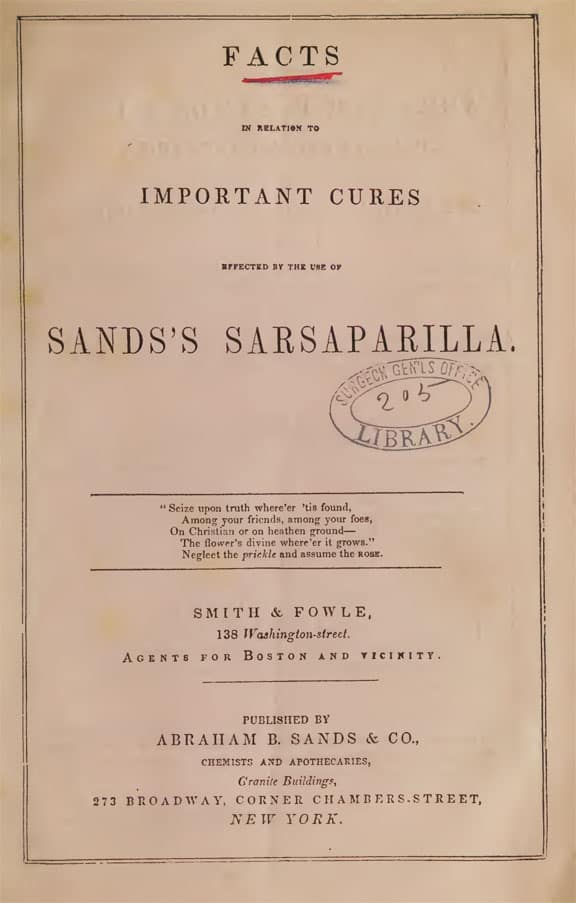 FACTS
IN RELATION TO
IMPORTANT CURES
EFFECTED BY THE USE OF
SANDS'S SARSAPARILLA.
SURGEON GEN'LS OFFICE
205
LIBRARY.
"Seize upon truth where'er 'tis found,
Among your friends, among your foes,
On Christian or on heathen ground—
The flower's divine where'er it grows."
Neglect the prickle and assume the ROSE.
SMITH & FOWLE,
138 Washington-street.
AGENTS FOR BOSTON AND VICINITY.
PUBLISHED BY
ABRAHAM B. SANDS & CO.,
CHEMISTS AND APOTHECARIES,
Granite Buildings,
273 BROADWAY, CORNER CHAMBERS-STREET,
NEW YORK.